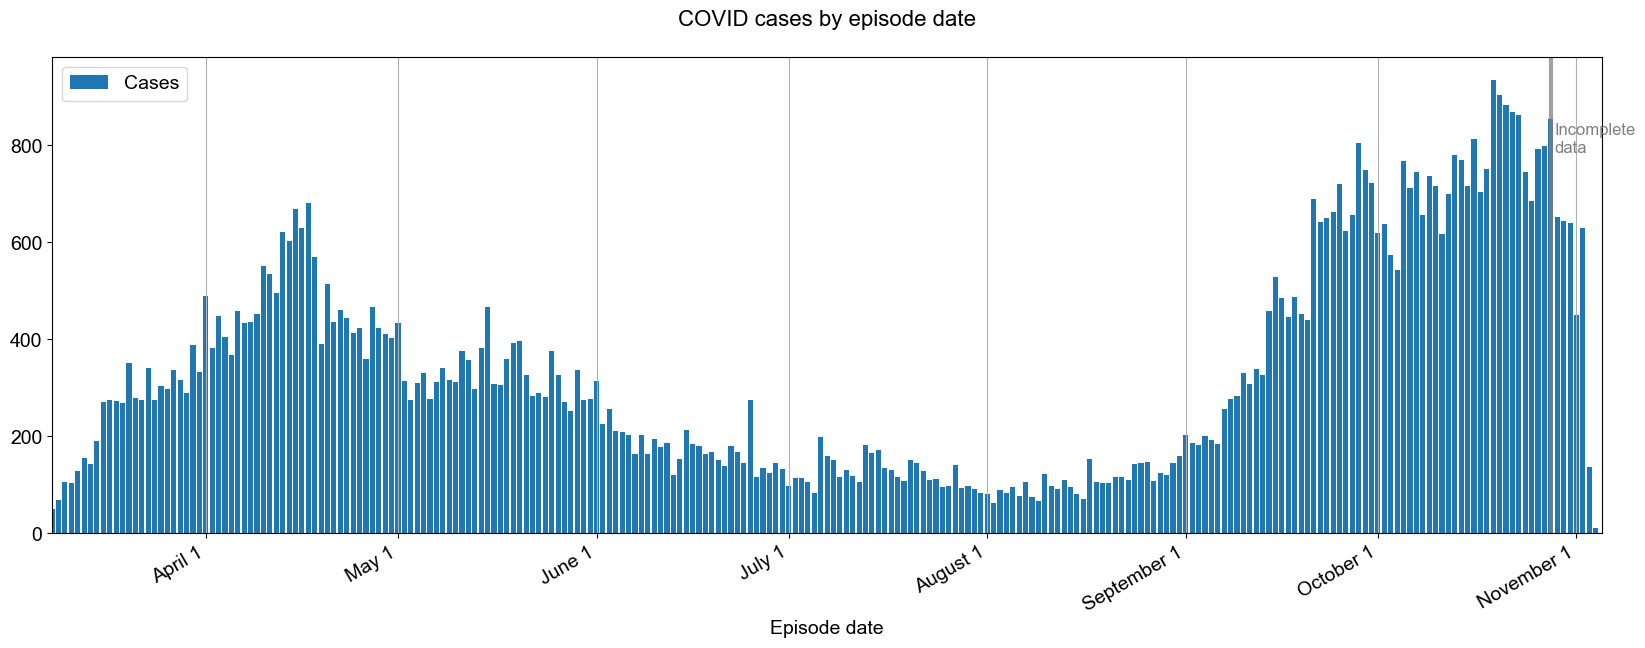 COVID cases by episode date
Cases
Incomplete
data
800
600
400
200
0
April 1
May 1
June 1
July 1
August 1
September 1
October 1
November 1
Episode date